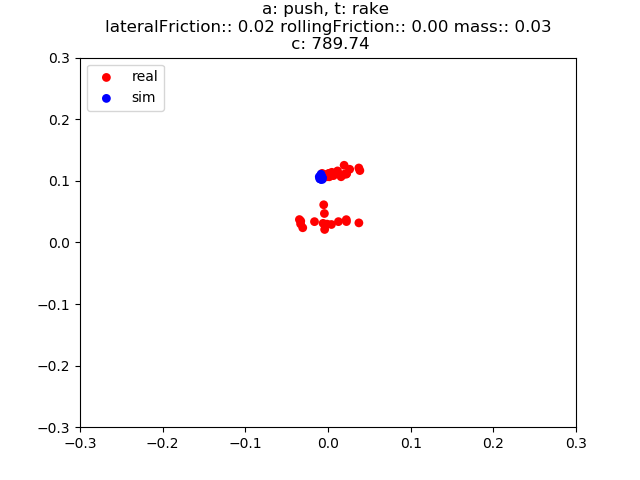 a: push, t: rake
lateralFriction:: 0.02 rollingFriction:: 0.00 mass:: 0.03
c: 789.74
real
sim
0.3
0.2
0.1
0.0
−0.1
−0.2
−0.3
−0.3 −0.2 −0.1 0.0 0.1 0.2 0.3